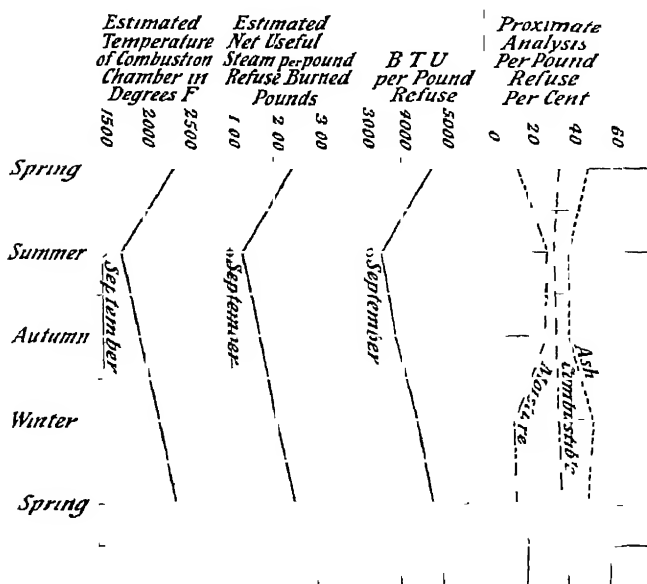 Estimated
Temperature
of Combustion
Chamber in
Degrees F
Estimated
Net Useful
Steam per pound
Refuse Burned
Pounds
B T U
per Pound
Refuse
Proximate
Analysis
Per Pound
Refuse
Per Cent
1500 2000 2500
1 00 2 00 3 00
3000 4000 5000
0 20 40 60
Spring
Summer
Autumn
Winter
Spring
September
September
September
Ash
Combustible
Moisture